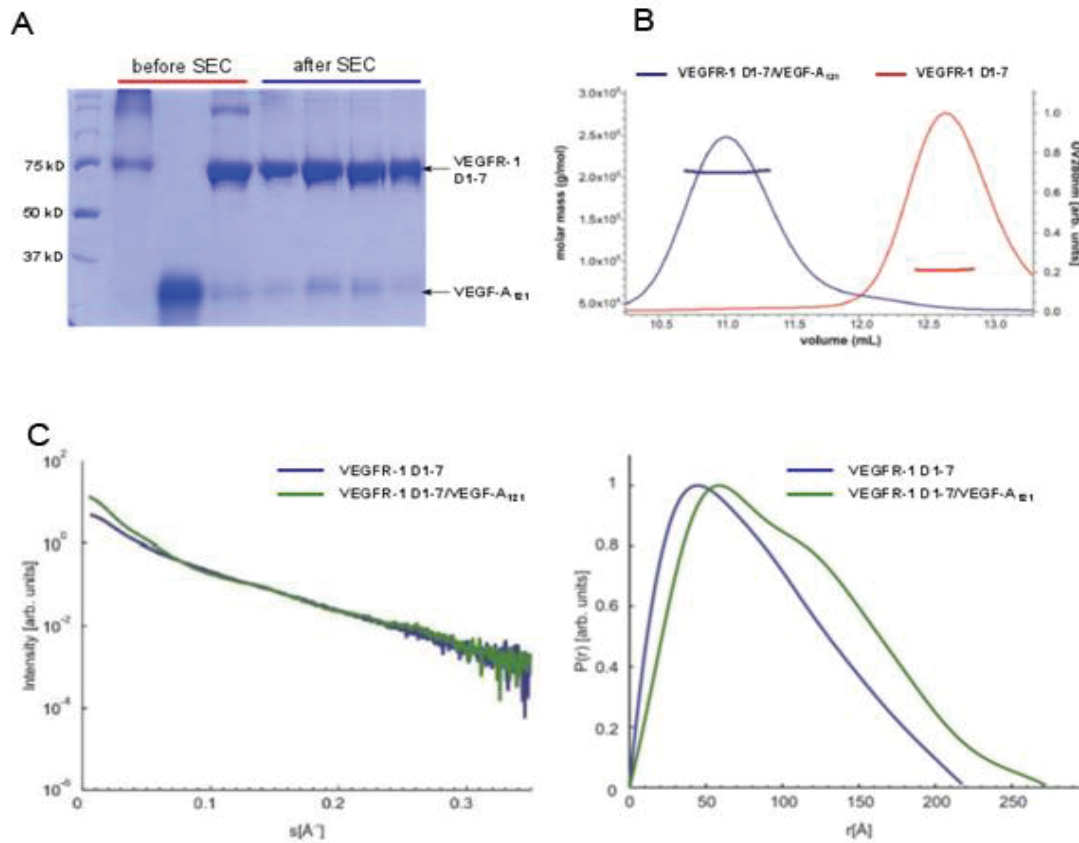 A
before SEC
after SEC
75 kD
50 kD
37 kD
VEGFR-1
D1-7
VEGF-A₁₂₁
B
VEGFR-1 D1-7/VEGF-A₁₂₁
VEGFR-1 D1-7
3.0x10⁵
2.5x10⁵
2.0x10⁵
1.5x10⁵
1.0x10⁵
5.0x10⁴
molar mass (g/mol)
1.0
0.8
0.6
0.4
0.2
0.0
UV280nm [arb. units]
10.5 11.0 11.5 12.0 12.5 13.0
volume (mL)
C
VEGFR-1 D1-7
VEGFR-1 D1-7/VEGF-A₁₂₁
10²
10⁰
10⁻²
10⁻⁴
10⁻⁶
Intensity [arb. units]
0 0.1 0.2 0.3
s[Å⁻¹]
VEGFR-1 D1-7
VEGFR-1 D1-7/VEGF-A₁₂₁
1
0.8
0.6
0.4
0.2
0
P(r) [arb. units]
0 50 100 150 200 250
r[Å]